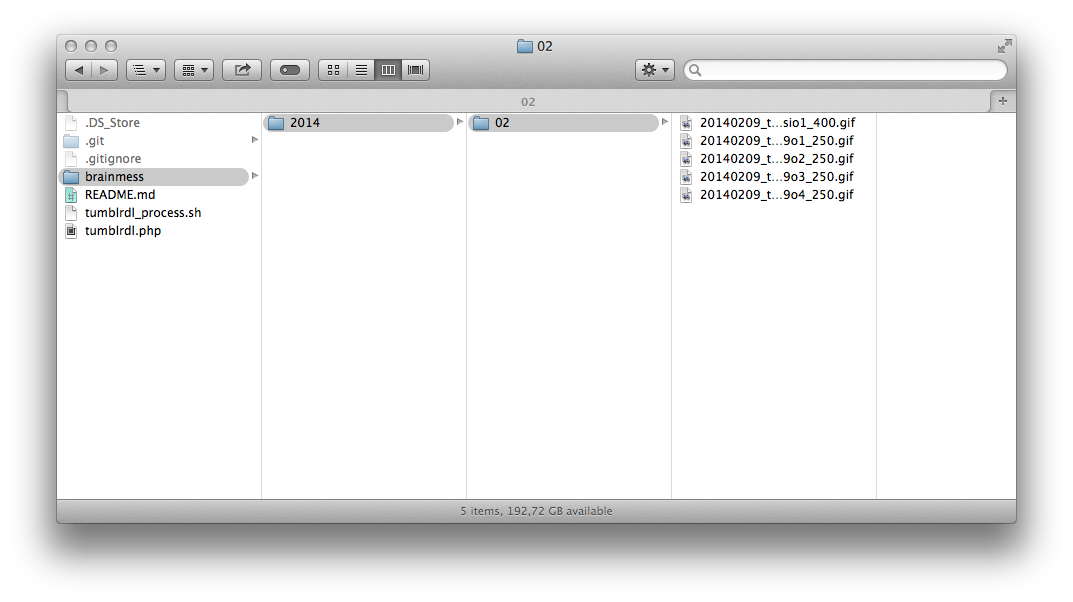 02
02
.DS_Store
.git
.gitignore
brainmess
README.md
tumblrdl_process.sh
tumblrdl.php
2014
02
20140209_t...sio1_400.gif
20140209_t...9o1_250.gif
20140209_t...9o2_250.gif
20140209_t...9o3_250.gif
20140209_t...9o4_250.gif
5 items, 192,72 GB available